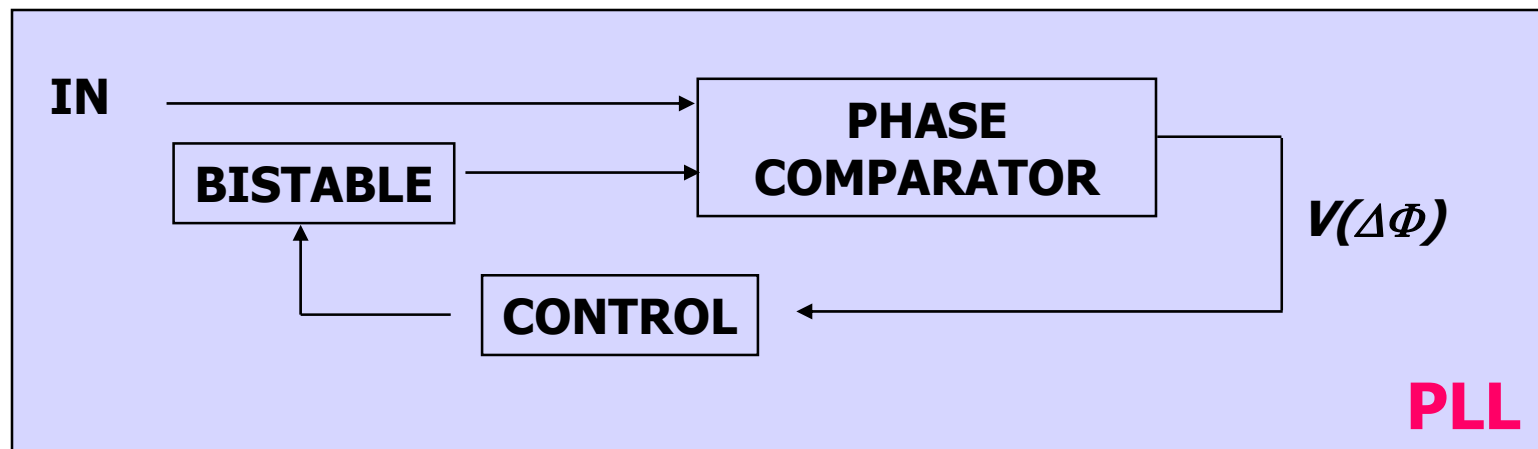 IN
PHASE
COMPARATOR
BISTABLE
V(ΔΦ)
CONTROL
PLL